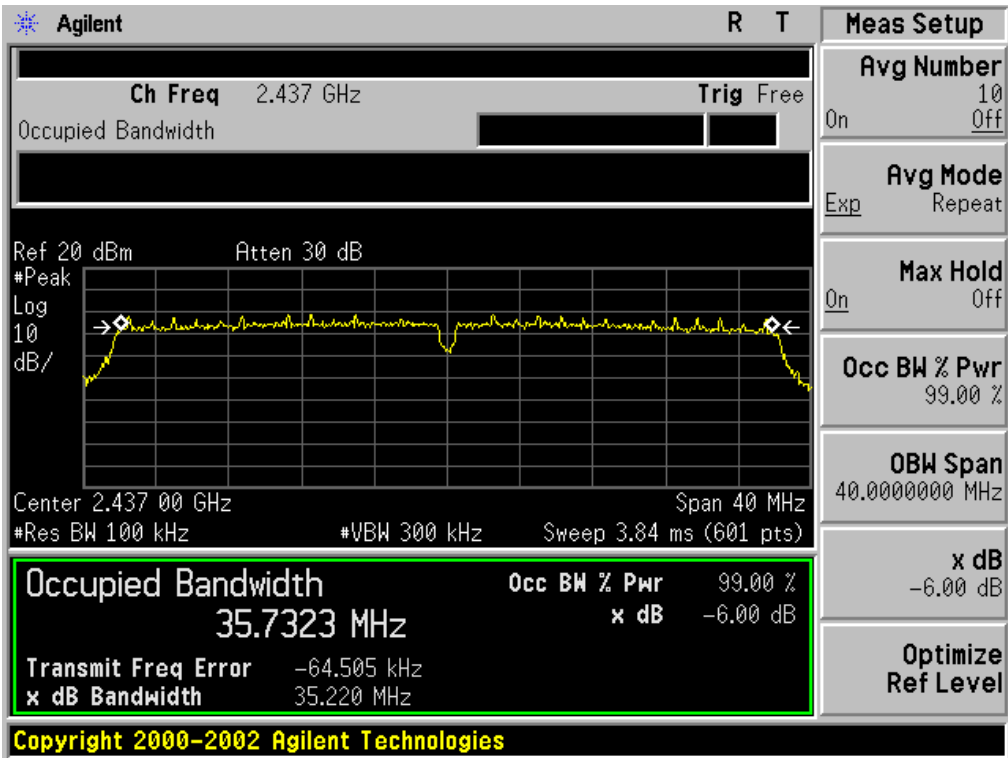 Agilent R T
Ch Freq 2.437 GHz Trig Free
Occupied Bandwidth
Ref 20 dBm Atten 30 dB
#Peak
Log
10
dB/
Center 2.437 00 GHz Span 40 MHz
#Res BW 100 kHz #VBW 300 kHz Sweep 3.84 ms (601 pts)
Occupied Bandwidth Occ BW % Pwr 99.00 %
35.7323 MHz x dB -6.00 dB
Transmit Freq Error -64.505 kHz
x dB Bandwidth 35.220 MHz
Copyright 2000-2002 Agilent Technologies
Meas Setup
Avg Number
10
On Off
Avg Mode
Exp Repeat
Max Hold
On Off
Occ BW % Pwr
99.00 %
OBW Span
40.0000000 MHz
x dB
-6.00 dB
Optimize
Ref Level